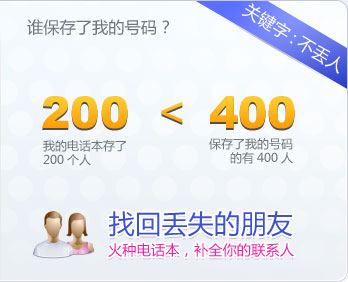 谁保存了我的号码？
关键字：不丢人
200 < 400
我的电话本存了
200 个人
保存了我的号码
的有 400 人
找回丢失的朋友
火种电话本，补全你的联系人